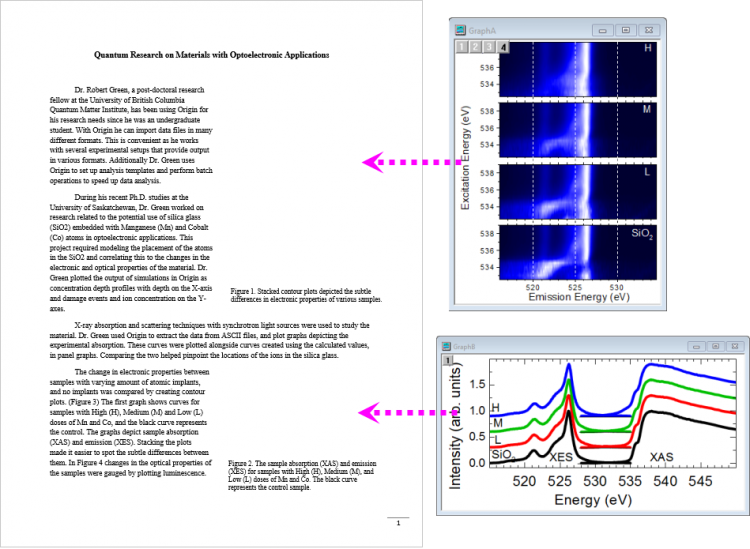 Quantum Research on Materials with Optoelectronic Applications
Dr. Robert Green, a post-doctoral research
fellow at the University of British Columbia
Quantum Matter Institute, has been using Origin for
his research needs since he was an undergraduate
student. With Origin he can import data files in many
different formats. This is convenient as he works
with several experimental setups that provide output
in various formats. Additionally Dr. Green uses
Origin to set up analysis templates and perform batch
operations to speed up data analysis.
During his recent Ph.D. studies at the
University of Saskatchewan, Dr. Green worked on
research related to the potential use of silica glass
(SiO2) embedded with Manganese (Mn) and Cobalt
(Co) atoms in optoelectronic applications. This
project required modeling the placement of the atoms
in the SiO2 and correlating this to the changes in the
electronic and optical properties of the material. Dr.
Green plotted the output of simulations in Origin as
concentration depth profiles with depth on the X-axis
and damage events and ion concentration on the Y-
axes.
Figure 1. Stacked contour plots depicted the subtle
differences in electronic properties of various samples.
X-ray absorption and scattering techniques with synchrotron light sources were used to study the
material. Dr. Green used Origin to extract the data from ASCII files, and plot graphs depicting the
experimental absorption. These curves were plotted alongside curves created using the calculated values,
in panel graphs. Comparing the two helped pinpoint the locations of the ions in the silica glass.
The change in electronic properties between
samples with varying amount of atomic implants,
and no implants was compared by creating contour
plots. (Figure 3) The first graph shows curves for
samples with High (H), Medium (M) and Low (L)
doses of Mn and Co, and the black curve represents
the control. The graphs depict sample absorption
(XAS) and emission (XES). Stacking the plots
made it easier to spot the subtle differences between
them. In Figure 4 changes in the optical properties of
the samples were gauged by plotting luminescence.
Figure 2. The sample absorption (XAS) and emission
(XES) for samples with High (H), Medium (M), and
Low (L) doses of Mn and Co. The black curve
represents the control sample.
1
GraphA
1 2 3 4
H
536
534
M
538
536
534
L
538
536
534
SiO2
538
536
534
Excitation Energy (eV)
520 525 530
Emission Energy (eV)
GraphB
1
1.5
1.0
0.5
0.0
Intensity (arb. units)
H
M
L
SiO2
XES XAS
520 525 530 535 540 545
Energy (eV)